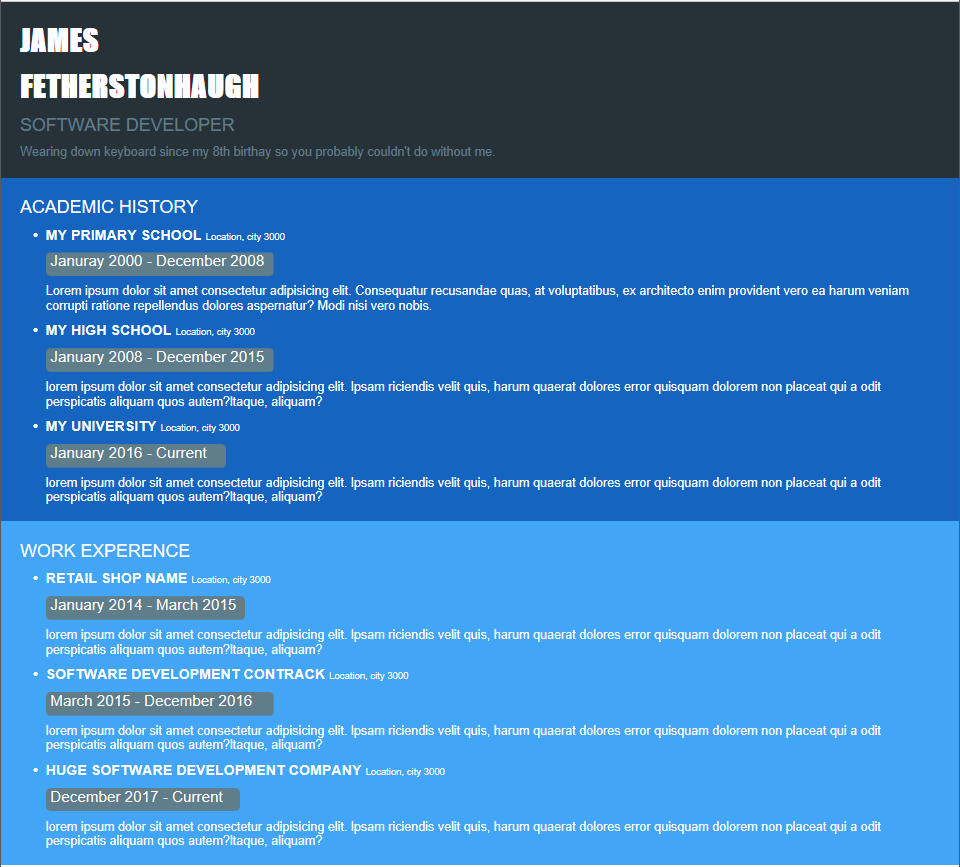 JAMES
FETHERSTONHAUGH
SOFTWARE DEVELOPER
Wearing down keyboard since my 8th birthay so you probably couldn't do without me.
ACADEMIC HISTORY
• MY PRIMARY SCHOOL Location, city 3000
Januray 2000 - December 2008
Lorem ipsum dolor sit amet consectetur adipisicing elit. Consequatur recusandae quas, at voluptatibus, ex architecto enim provident vero ea harum veniam
corrupti ratione repellendus dolores aspernatur? Modi nisi vero nobis.
• MY HIGH SCHOOL Location, city 3000
January 2008 - December 2015
lorem ipsum dolor sit amet consectetur adipisicing elit. Ipsam riciendis velit quis, harum quaerat dolores error quisquam dolorem non placeat qui a odit
perspicatis aliquam quos autem?Itaque, aliquam?
• MY UNIVERSITY Location, city 3000
January 2016 - Current
lorem ipsum dolor sit amet consectetur adipisicing elit. Ipsam riciendis velit quis, harum quaerat dolores error quisquam dolorem non placeat qui a odit
perspicatis aliquam quos autem?Itaque, aliquam?
WORK EXPERENCE
• RETAIL SHOP NAME Location, city 3000
January 2014 - March 2015
lorem ipsum dolor sit amet consectetur adipisicing elit. Ipsam riciendis velit quis, harum quaerat dolores error quisquam dolorem non placeat qui a odit
perspicatis aliquam quos autem?Itaque, aliquam?
• SOFTWARE DEVELOPMENT CONTRACK Location, city 3000
March 2015 - December 2016
lorem ipsum dolor sit amet consectetur adipisicing elit. Ipsam riciendis velit quis, harum quaerat dolores error quisquam dolorem non placeat qui a odit
perspicatis aliquam quos autem?Itaque, aliquam?
• HUGE SOFTWARE DEVELOPMENT COMPANY Location, city 3000
December 2017 - Current
lorem ipsum dolor sit amet consectetur adipisicing elit. Ipsam riciendis velit quis, harum quaerat dolores error quisquam dolorem non placeat qui a odit
perspicatis aliquam quos autem?Itaque, aliquam?